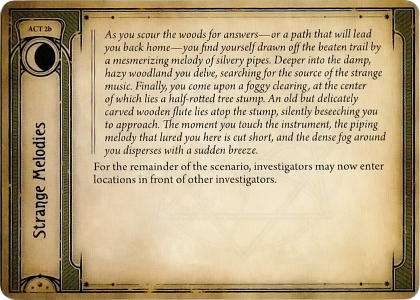 ACT 2b
Strange Melodies
As you scour the woods for answers—or a path that will lead
you back home—you find yourself drawn off the beaten trail by
a mesmerizing melody of silvery pipes. Deeper into the damp,
hazy woodland you delve, searching for the source of the strange
music. Finally, you come upon a foggy clearing, at the center
of which lies a half-rotted tree stump. An old but delicately
carved wooden flute lies atop the stump, silently beseeching you
to approach. The moment you touch the instrument, the piping
melody that lured you here is cut short, and the dense fog around
you disperses with a sudden breeze.
For the remainder of the scenario, investigators may now enter
locations in front of other investigators.